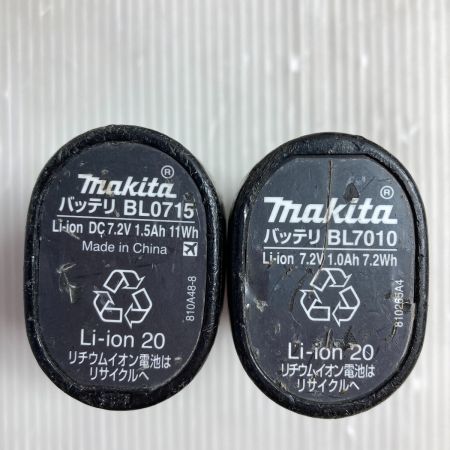 makita®
バッテリ BL0715
Li-ion DC7.2V 1.5Ah 11Wh
Made in China
810A48-8
Li-ion 20
リチウムイオン電池は
リサイクルへ
makita®
バッテリ BL7010
Li-ion 7.2V 1.0Ah 7.2Wh
Li-ion 20
リチウムイオン電池は
リサイクルへ